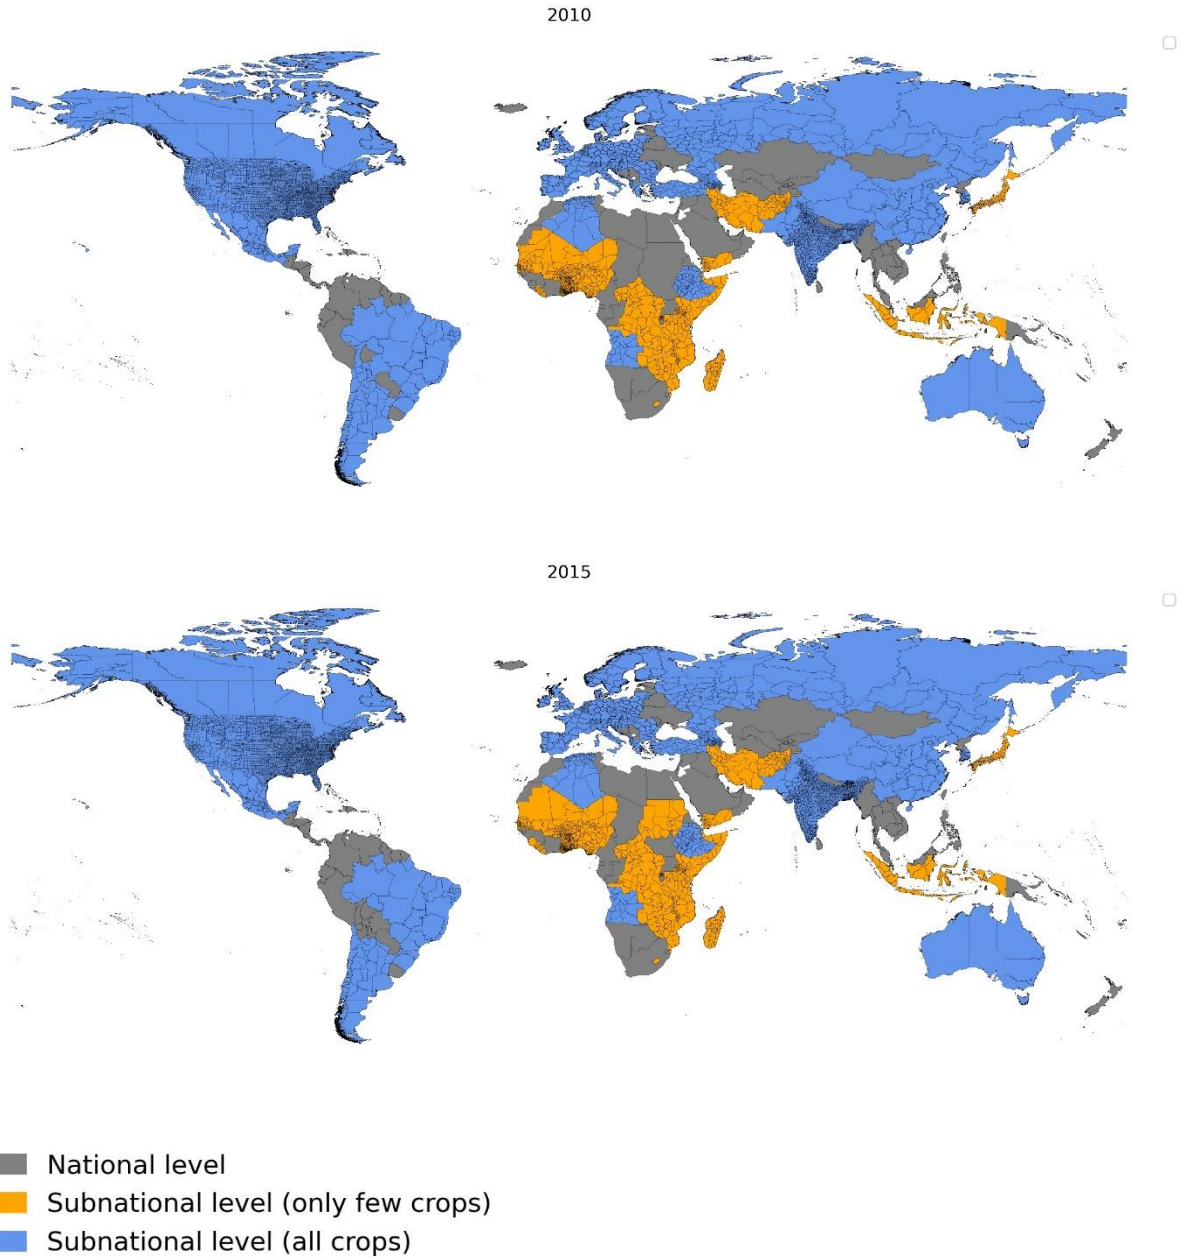 2010
2015
National level
Subnational level (only few crops)
Subnational level (all crops)